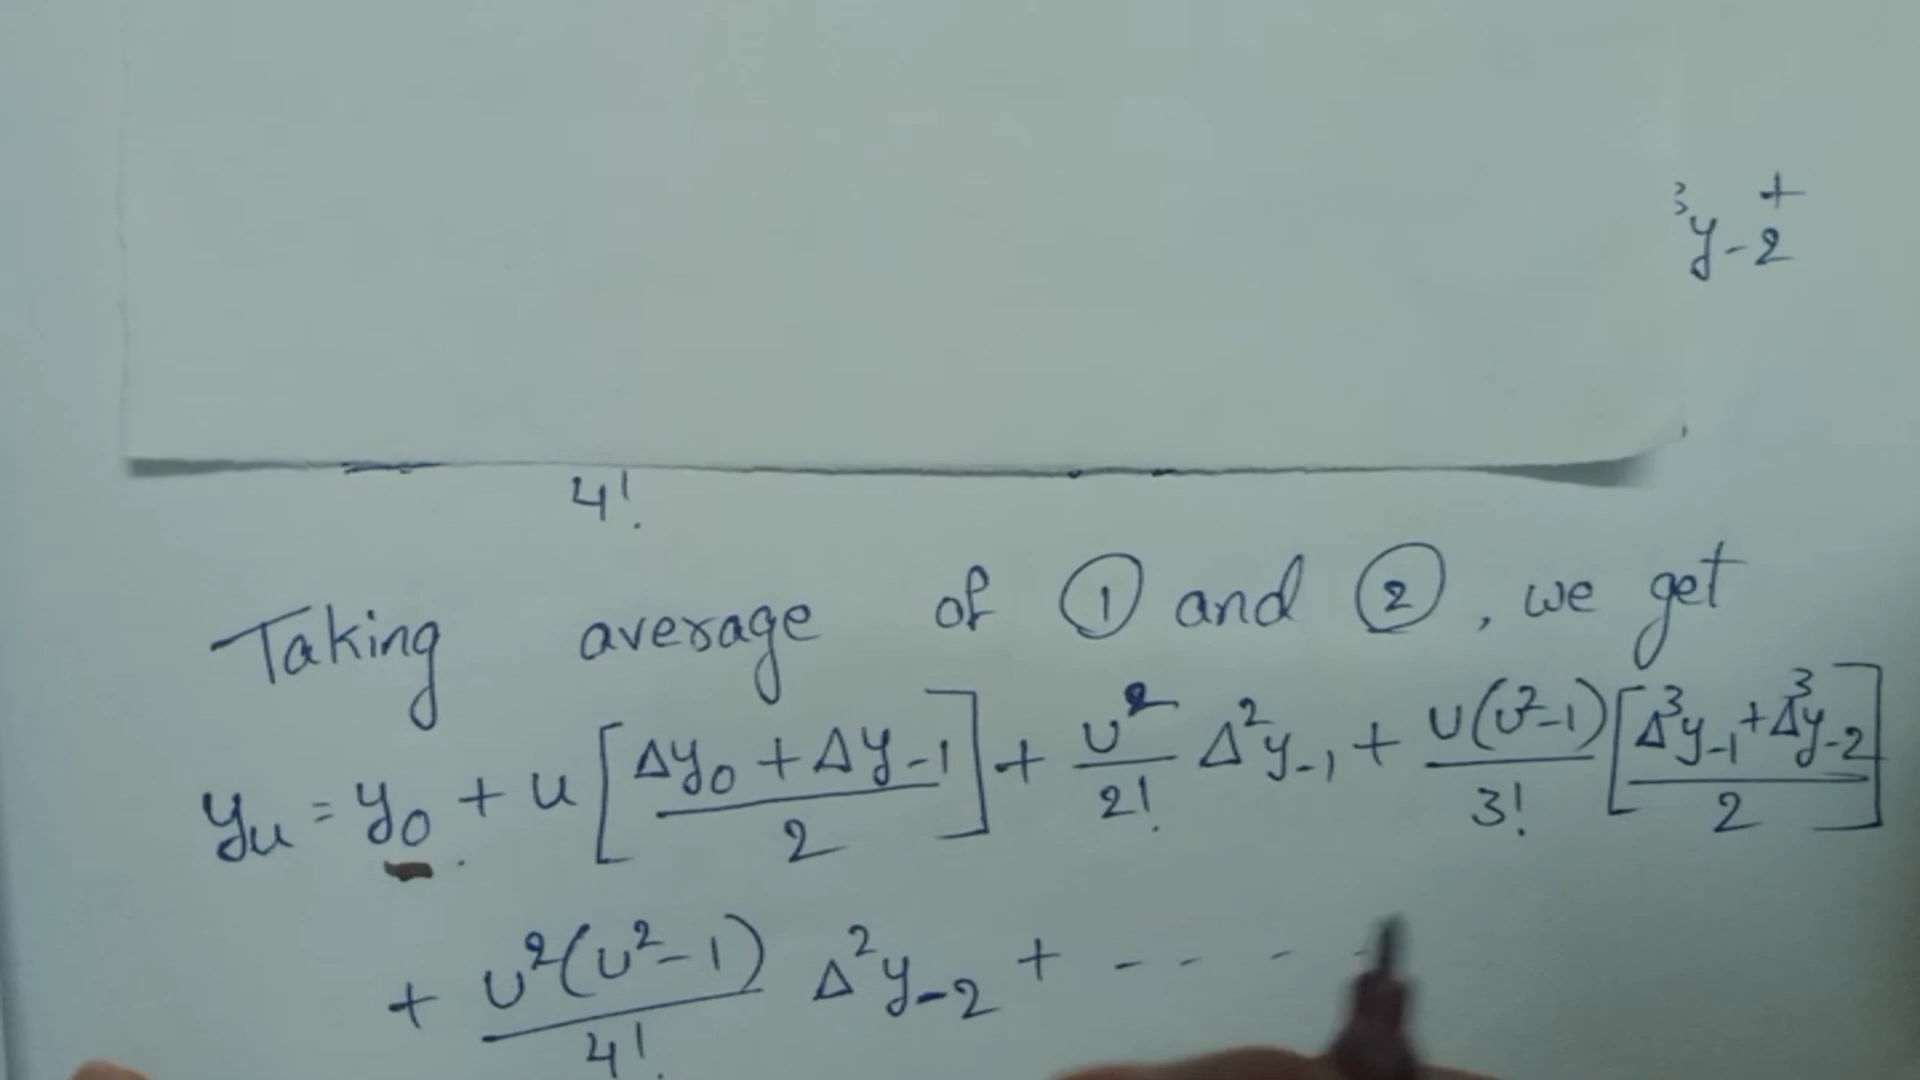 ³y₋₂ +
4!
Taking average of ① and ②, we get
yᵤ = y₀ + u [(Δy₀ + Δy₋₁)/2] + u²/2! Δ²y₋₁ + u(u²-1)/3! [(Δ³y₋₁ + Δ³y₋₂)/2]
+ u²(u²-1)/4! Δ²y₋₂ + - - - -